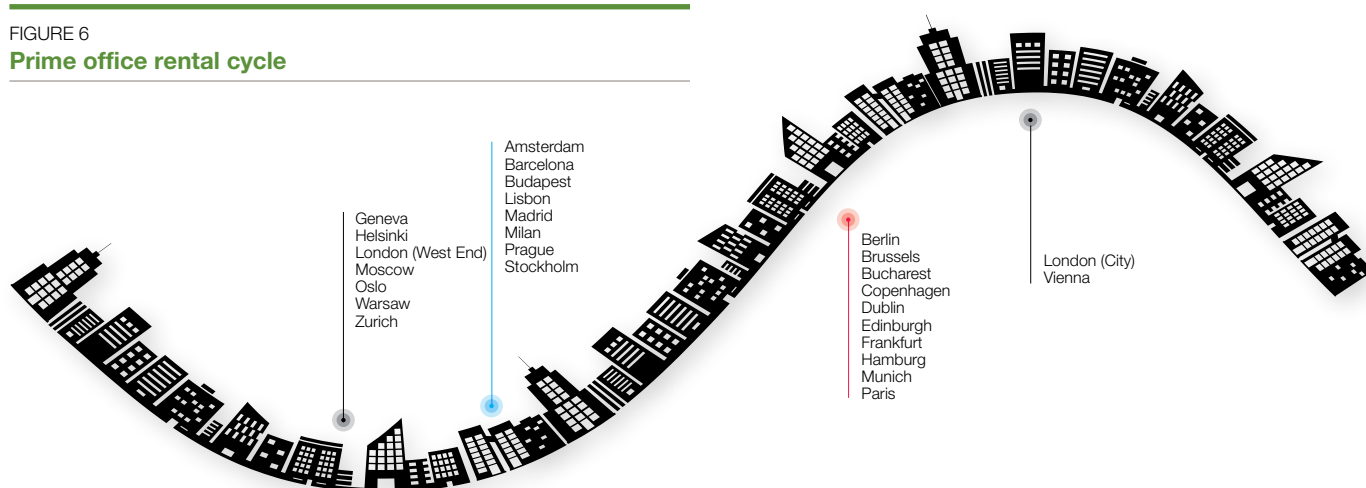 FIGURE 6
Prime office rental cycle
Geneva
Helsinki
London (West End)
Moscow
Oslo
Warsaw
Zurich
Amsterdam
Barcelona
Budapest
Lisbon
Madrid
Milan
Prague
Stockholm
Berlin
Brussels
Bucharest
Copenhagen
Dublin
Edinburgh
Frankfurt
Hamburg
Munich
Paris
London (City)
Vienna